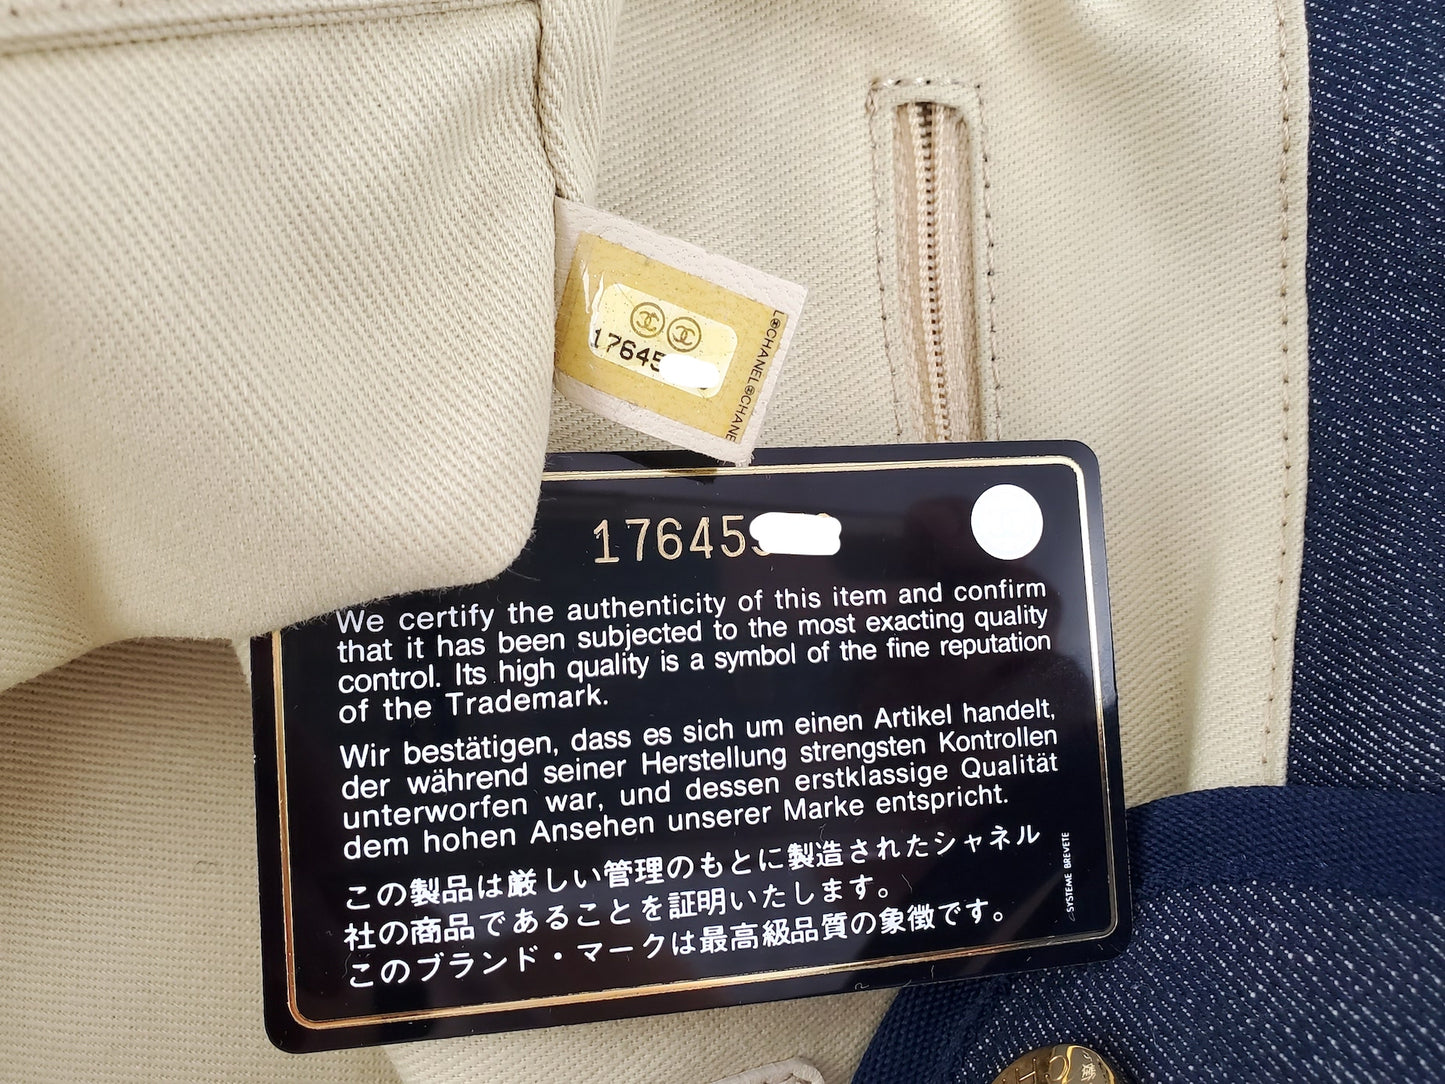 17645
L®CHANEL®CHANE
17645
We certify the authenticity of this item and confirm
that it has been subjected to the most exacting quality
control. Its high quality is a symbol of the fine reputation
of the Trademark.
Wir bestätigen, dass es sich um einen Artikel handelt,
der während seiner Herstellung strengsten Kontrollen
unterworfen war, und dessen erstklassige Qualität
dem hohen Ansehen unserer Marke entspricht.
この製品は厳しい管理のもとに製造されたシャネル
社の商品であることを証明いたします。
このブランド・マークは最高級品質の象徴です。
SYSTEME BREVETE